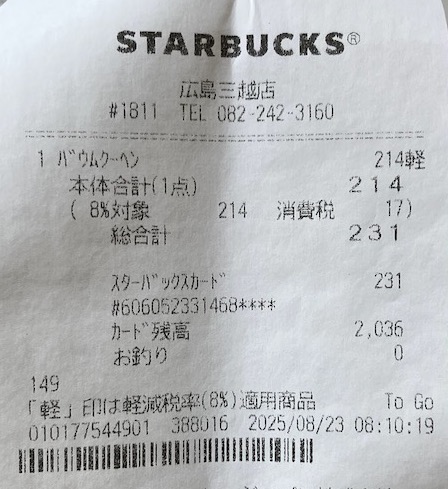 STARBUCKS®
広島三越店
#1811 TEL 082-242-3160
1 バウムクーヘン 214軽
本体合計(1点) 214
( 8%対象 214 消費税 17)
総合計 231
スターバックスカード 231
#606052331468****
カード残高 2,036
お釣り 0
149
「軽」印は軽減税率(8%)適用商品 To Go
010177544901 388016 2025/08/23 08:10:19